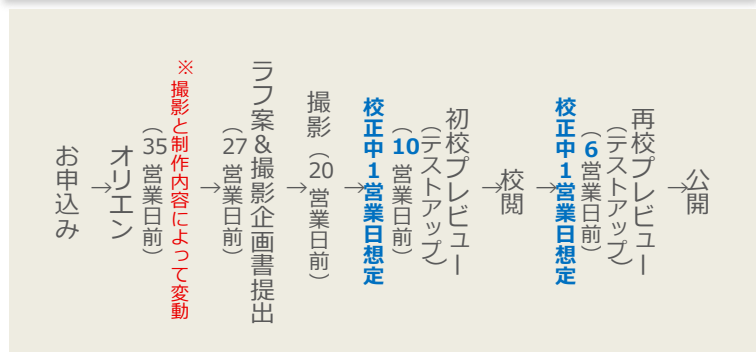 お申込み
→
オリエン
（35営業日前）
※撮影と制作内容によって変動
→
ラフ案＆撮影企画書提出
（27営業日前）
→
撮影（20営業日前）
→
校正中1営業日想定
初校プレビュー
（テストアップ）
（10営業日前）
→
校閲
→
校正中1営業日想定
再校プレビュー
（テストアップ）
（6営業日前）
→
公開